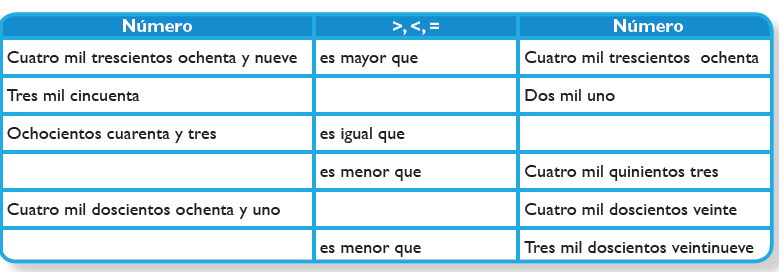 Número >, <, = Número
Cuatro mil trescientos ochenta y nueve es mayor que Cuatro mil trescientos ochenta
Tres mil cincuenta Dos mil uno
Ochocientos cuarenta y tres es igual que
es menor que Cuatro mil quinientos tres
Cuatro mil doscientos ochenta y uno Cuatro mil doscientos veinte
es menor que Tres mil doscientos veintinueve